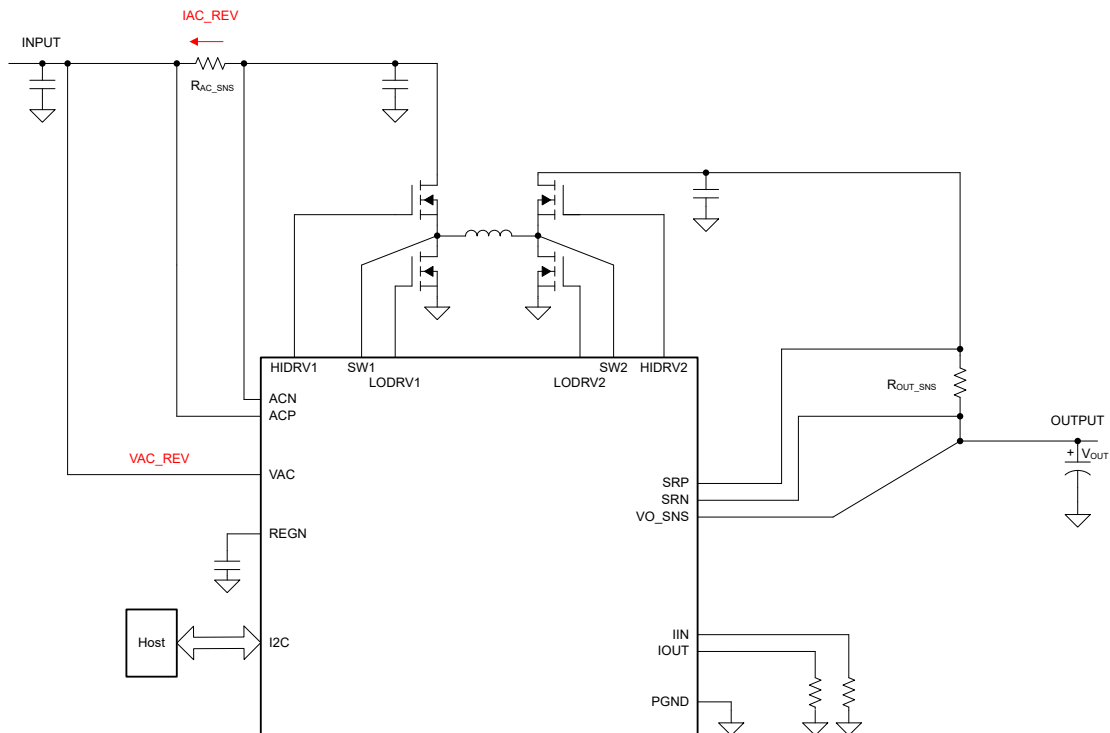 IAC_REV
INPUT
RAC_SNS
HIDRV1
SW1
LODRV1
LODRV2
SW2
HIDRV2
ACN
ACP
VAC_REV
VAC
REGN
Host
I2C
ROUT_SNS
OUTPUT
+ VOUT
SRP
SRN
VO_SNS
IIN
IOUT
PGND